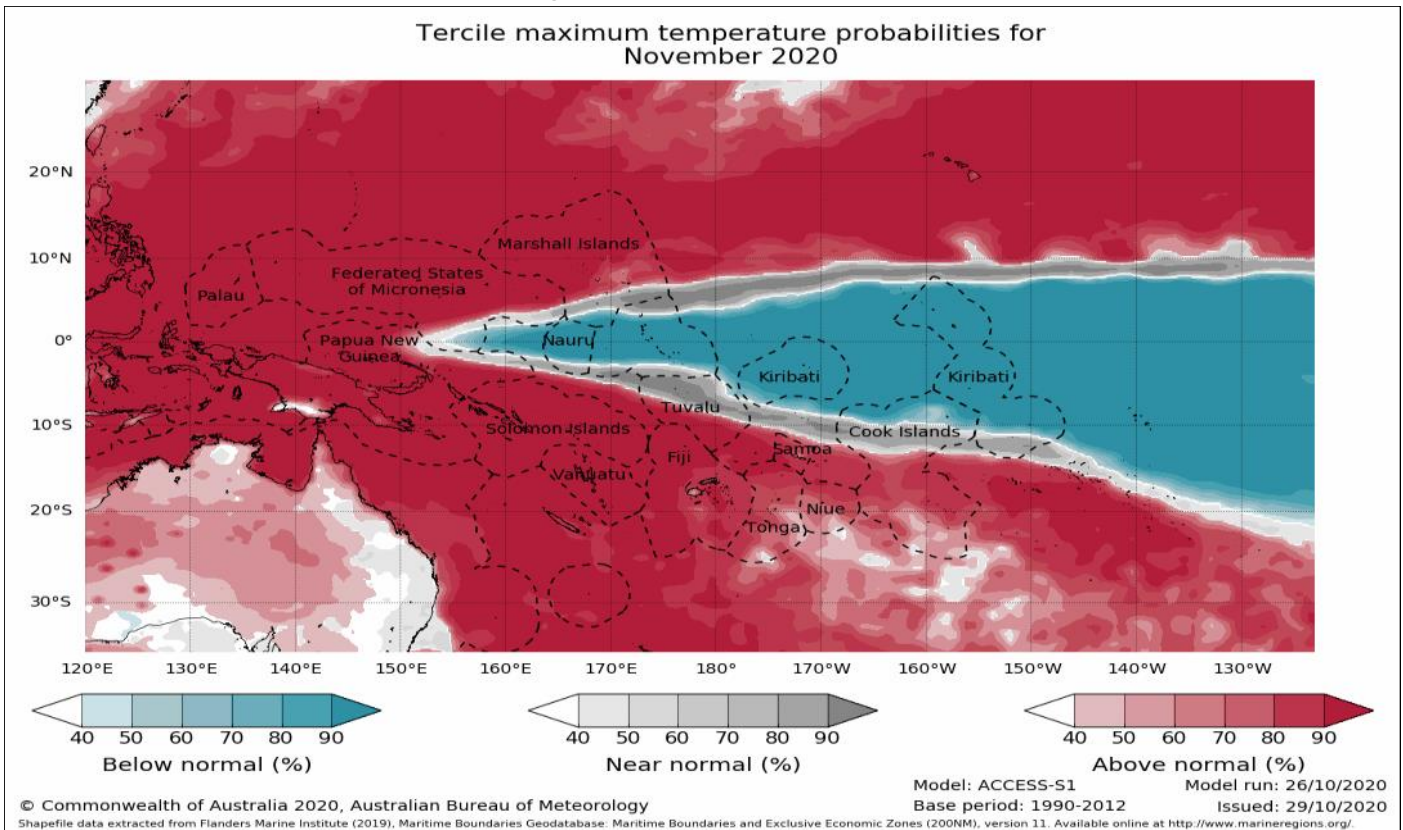 Tercile maximum temperature probabilities for
November 2020
20°N
10°N
0°
10°S
20°S
30°S
Marshall Islands
Federated States
of Micronesia
Palau
Papua New
Guinea
Nauru
Kiribati
Kiribati
Tuvalu
Solomon Islands
Cook Islands
Samoa
Fiji
Vanuatu
Niue
Tonga
120°E 130°E 140°E 150°E 160°E 170°E 180° 170°W 160°W 150°W 140°W 130°W
40 50 60 70 80 90
Below normal (%)
40 50 60 70 80 90
Near normal (%)
40 50 60 70 80 90
Above normal (%)
Model: ACCESS-S1 Model run: 26/10/2020
© Commonwealth of Australia 2020, Australian Bureau of Meteorology Base period: 1990-2012 Issued: 29/10/2020
Shapefile data extracted from Flanders Marine Institute (2019), Maritime Boundaries Geodatabase: Maritime Boundaries and Exclusive Economic Zones (200NM), version 11. Available online at http://www.marineregions.org/.